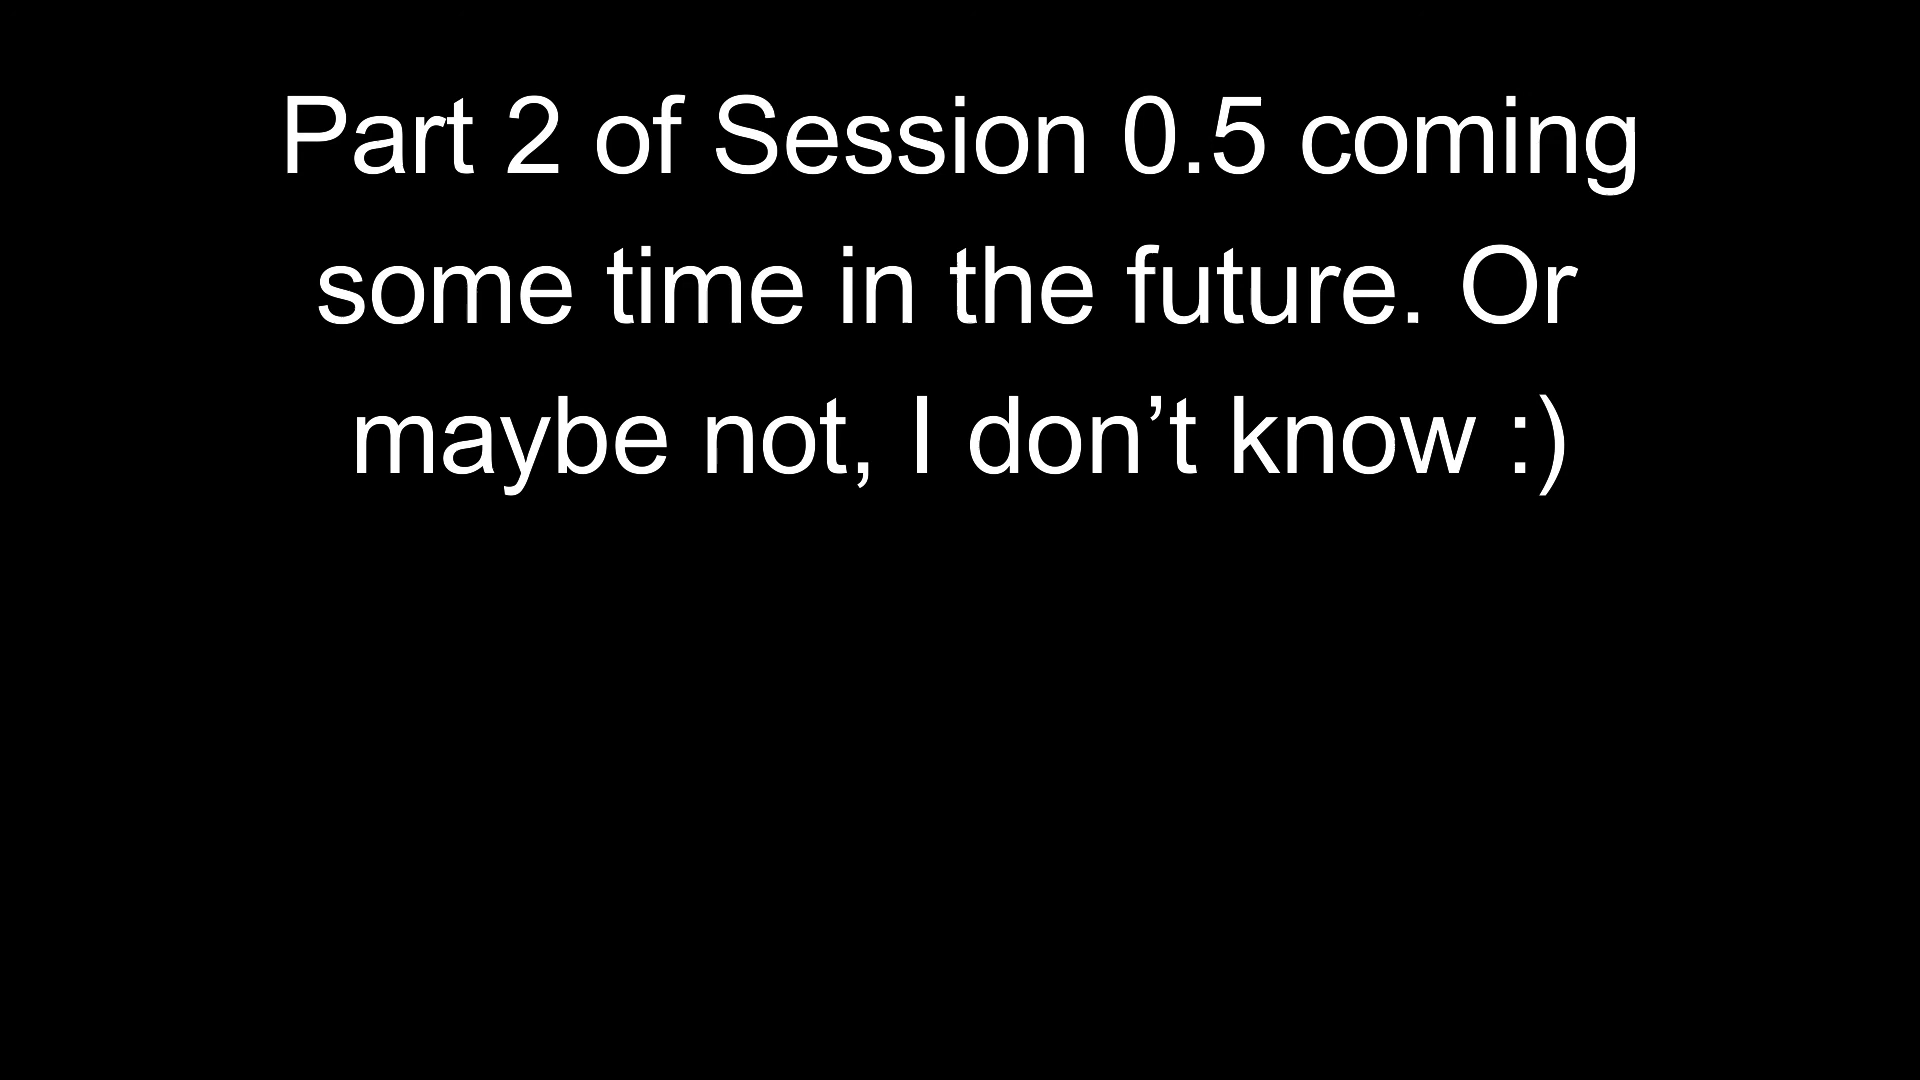 Part 2 of Session 0.5 coming
some time in the future. Or
maybe not, I don’t know :)